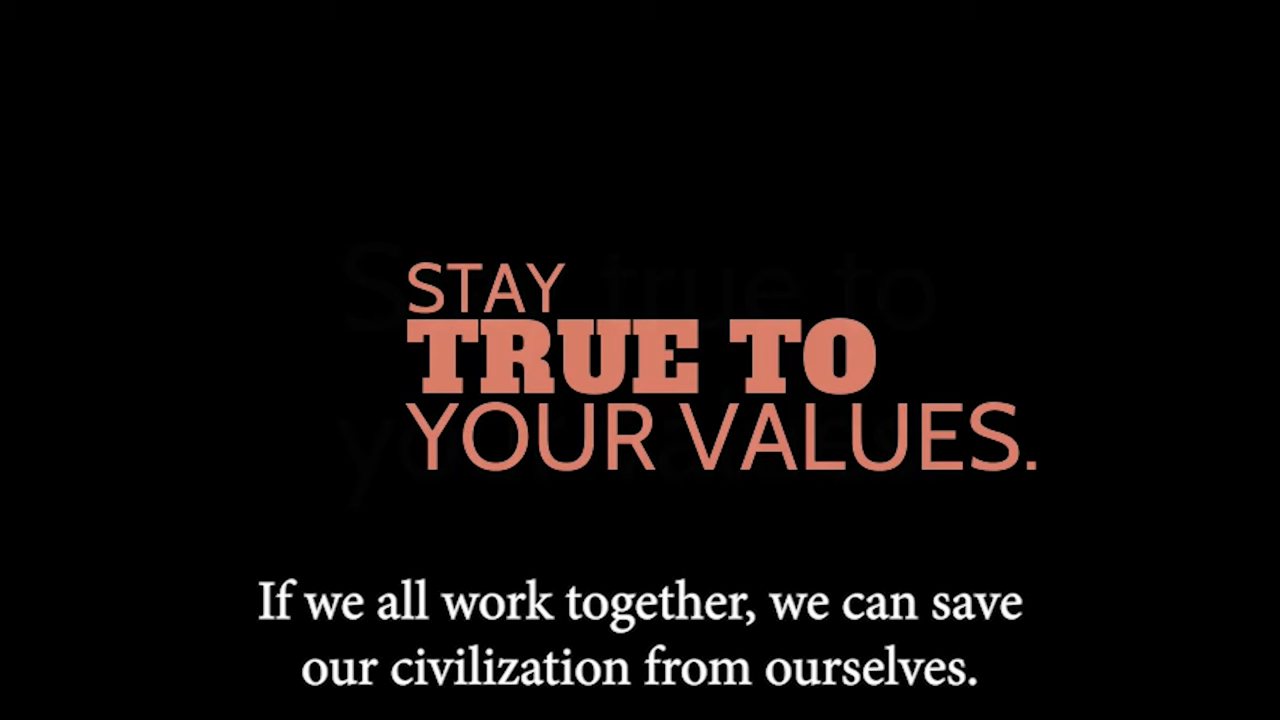 STAY
TRUE TO
YOUR VALUES.
If we all work together, we can save
our civilization from ourselves.